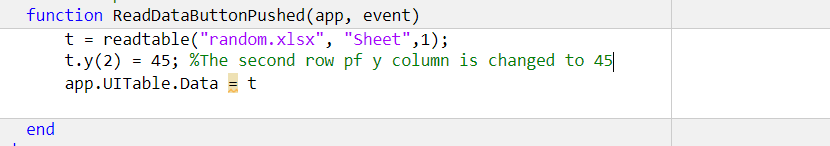 function ReadDataButtonPushed(app, event)
t = readtable("random.xlsx", "Sheet",1);
t.y(2) = 45; %The second row pf y column is changed to 45
app.UITable.Data = t
end